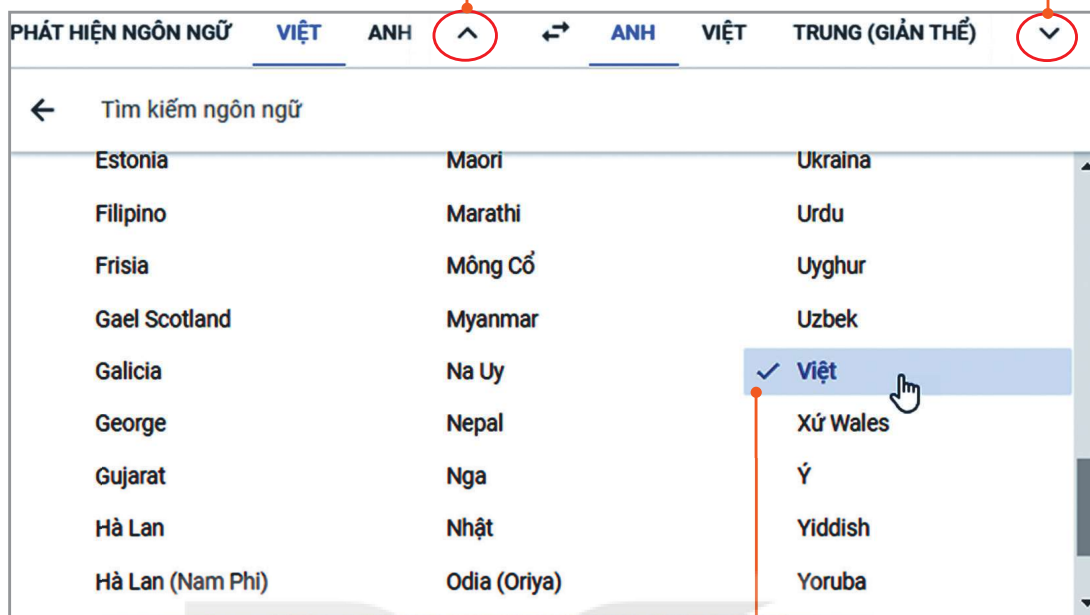 PHÁT HIỆN NGÔN NGỮ VIỆT ANH ANH VIỆT TRUNG (GIẢN THỂ)
Tìm kiếm ngôn ngữ
Estonia Maori Ukraina
Filipino Marathi Urdu
Frisia Mông Cổ Uyghur
Gael Scotland Myanmar Uzbek
Galicia Na Uy Việt
George Nepal Xứ Wales
Gujarat Nga Ý
Hà Lan Nhật Yiddish
Hà Lan (Nam Phi) Odia (Oriya) Yoruba